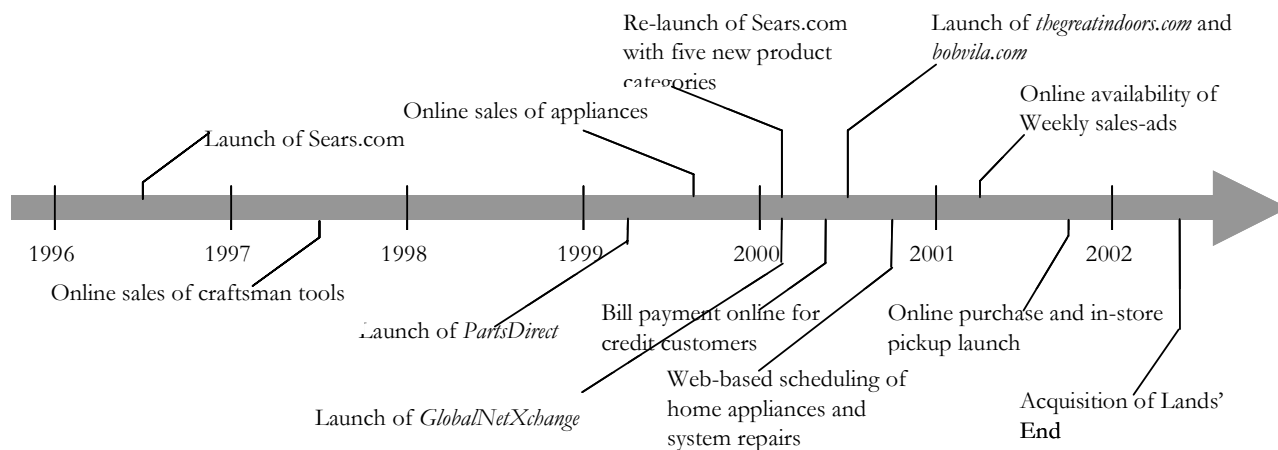 Re-launch of Sears.com
with five new product
categories
Launch of thegreatindoors.com and
bobvila.com
Online sales of appliances
Online availability of
Weekly sales-ads
Launch of Sears.com
1996
1997
1998
1999
2000
2001
2002
Online sales of craftsman tools
Launch of PartsDirect
Bill payment online for
credit customers
Online purchase and in-store
pickup launch
Launch of GlobalNetXchange
Web-based scheduling of
home appliances and
system repairs
Acquisition of Lands’
End